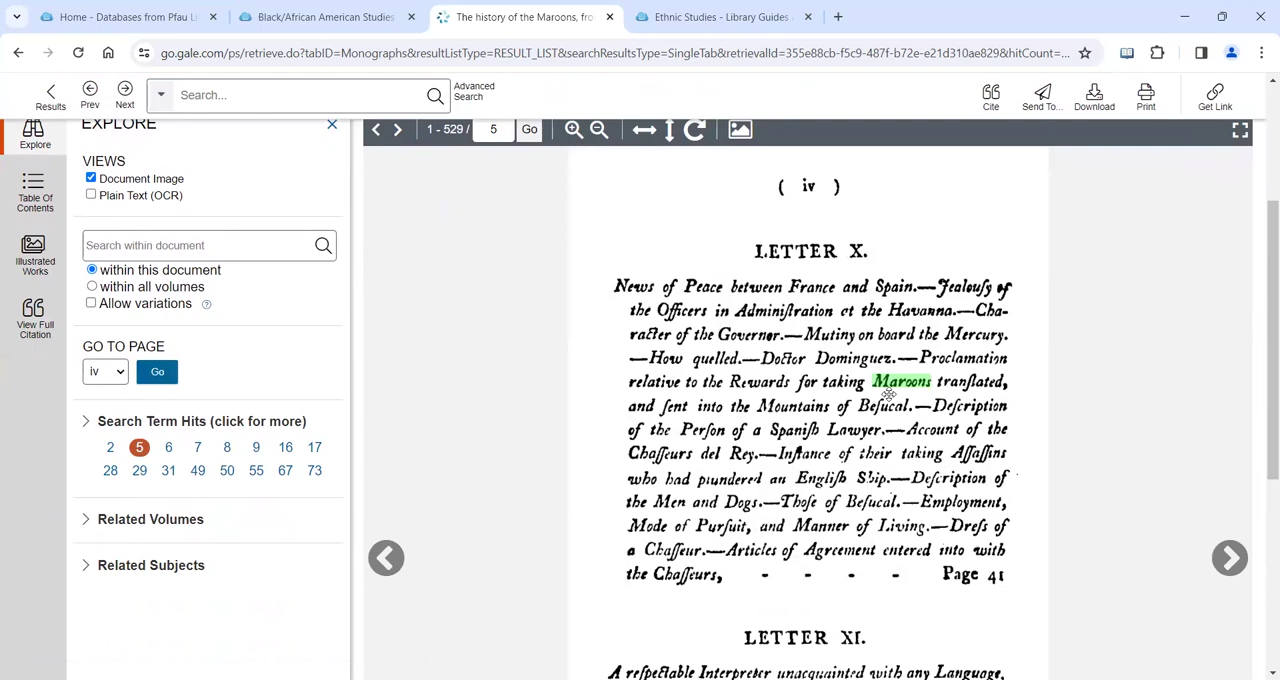 Home - Databases from Pfau Li
Black/African American Studies
The history of the Maroons, fro
Ethnic Studies - Library Guides
go.gale.com/ps/retrieve.do?tabID=Monographs&resultListType=RESULT_LIST&searchResultsType=SingleTab&retrievalId=355e88cb-f5c9-487f-b72e-e21d310ae829&hitCount=...
Results
Prev
Next
Search...
Advanced
Search
Cite
Send To...
Download
Print
Get Link
Explore
Table Of
Contents
Illustrated
Works
View Full
Citation
EXPLORE
VIEWS
Document Image
Plain Text (OCR)
Search within document
within this document
within all volumes
Allow variations
GO TO PAGE
iv
Go
Search Term Hits (click for more)
2 5 6 7 8 9 16 17
28 29 31 49 50 55 67 73
Related Volumes
Related Subjects
1 - 529 / 5 Go
( iv )
LETTER X.
News of Peace between France and Spain.—Jealouſy of
the Officers in Adminiſtration at the Havanna.—Cha-
racter of the Governor.—Mutiny on board the Mercury.
—How quelled.—Doctor Dominguez.—Proclamation
relative to the Rewards for taking Maroons tranſlated,
and ſent into the Mountains of Beſucal.—Deſcription
of the Perſon of a Spaniſh Lawyer.—Account of the
Chaſſeurs del Rey.—Inſtance of their taking Aſſaſſins
who had plundered an Engliſh Ship.—Deſcription of
the Men and Dogs.—Thoſe of Beſucal.—Employment,
Mode of Purſuit, and Manner of Living.—Dreſs of
a Chaſſeur.—Articles of Agreement entered into with
the Chaſſeurs, - - - - Page 41
LETTER XI.
A reſpectable Interpreter unacquainted with any Language,